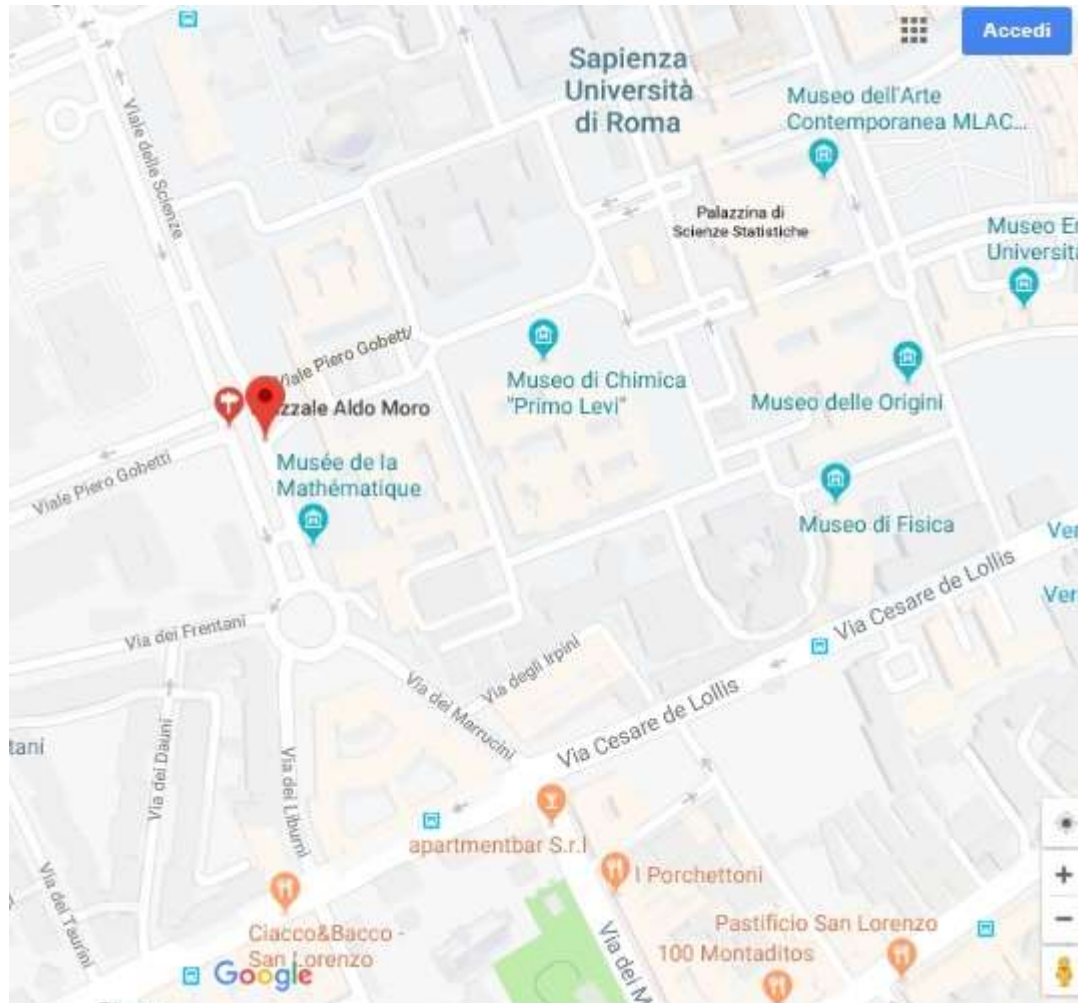 Accedi
Sapienza
Università
di Roma
Museo dell'Arte
Contemporanea MLAC...
Viale delle Scienze
Palazzina di
Scienze Statistiche
Museo
Viale Piero Gobetti
Museo di Chimica
"Primo Levi"
Museo delle Origini
zzale Aldo Moro
Viale Piero Gobetti
Musée de la
Mathématique
Museo di Fisica
Via Cesare de Lollis
Via dei Frentani
Via degli Irpini
Via dei Marrucini
Via Cesare de Lollis
tani
Via dei Dauni
Via dei Liburni
apartmentbar S.r.l
I Porchettoni
Via dei Taurini
Ciacco&Bacco -
San Lorenzo
Pastificio San Lorenzo
100 Montaditos
Via dei M
Google